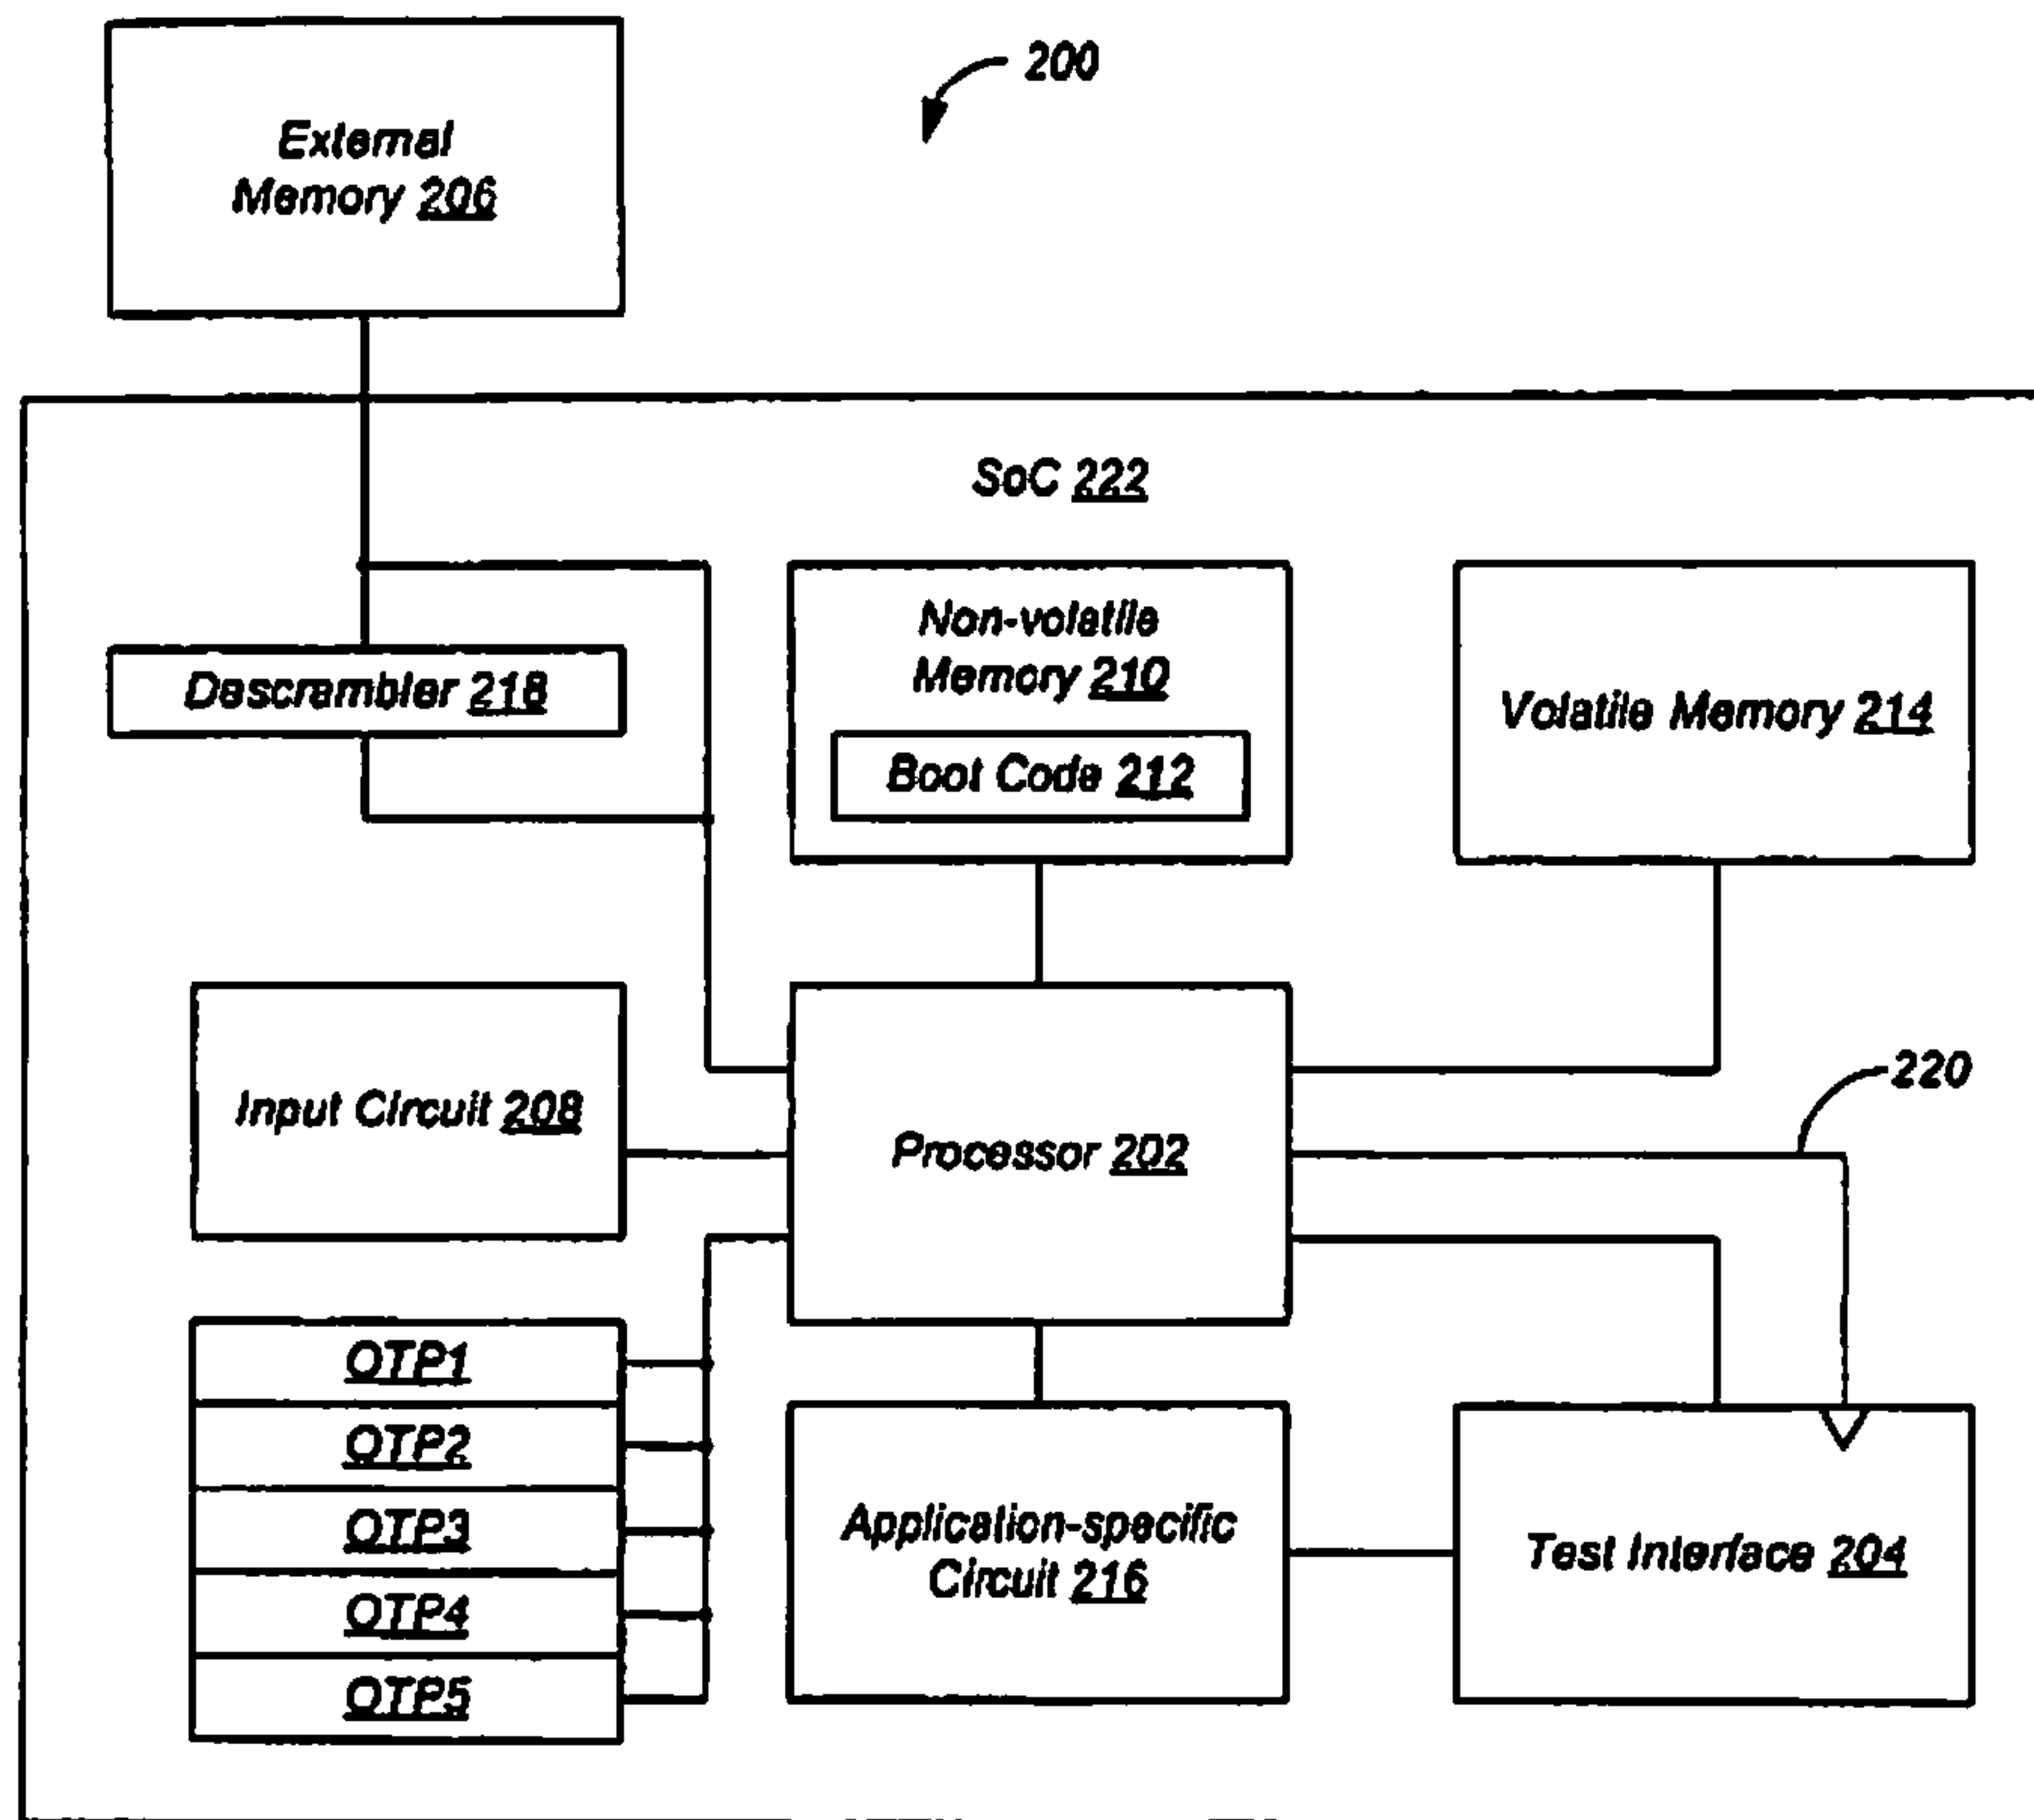 200
External
Memory 206
SoC 222
Non-volatile
Memory 210
Descrambler 218
Volatile Memory 214
Boot Code 212
220
Input Circuit 208
Processor 202
OTP1
OTP2
OTP3
OTP4
OTP5
Application-specific
Circuit 216
Test Interface 204